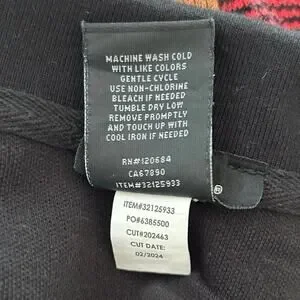 MACHINE WASH COLD
WITH LIKE COLORS
GENTLE CYCLE
USE NON-CHLORINE
BLEACH IF NEEDED
TUMBLE DRY LOW
REMOVE PROMPTLY
AND TOUCH UP WITH
COOL IRON IF NEEDED
RN#120684
CA67890
ITEM#32125933
®
ITEM#32125933
PO#6385500
CUT#202463
CUT DATE:
02/2024